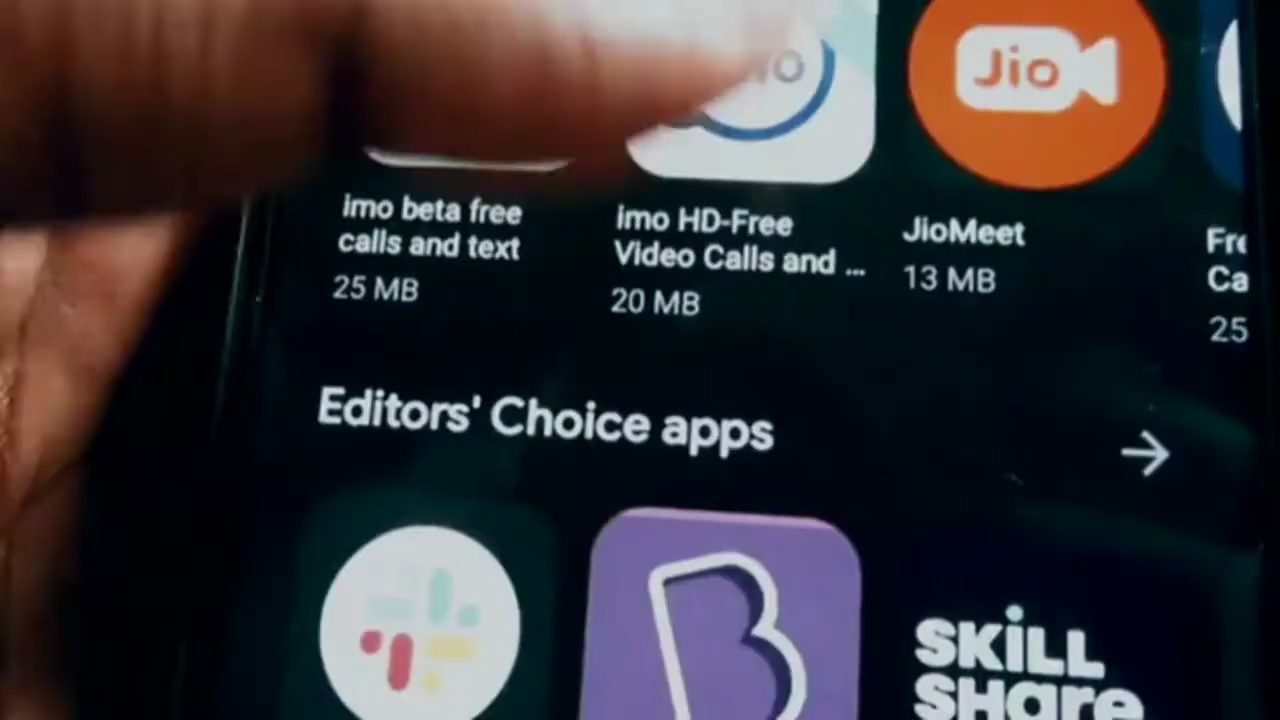 Jio
imo beta free
calls and text
25 MB
imo HD-Free
Video Calls and ...
20 MB
JioMeet
13 MB
25
Editors' Choice apps
SKiLL
SHare